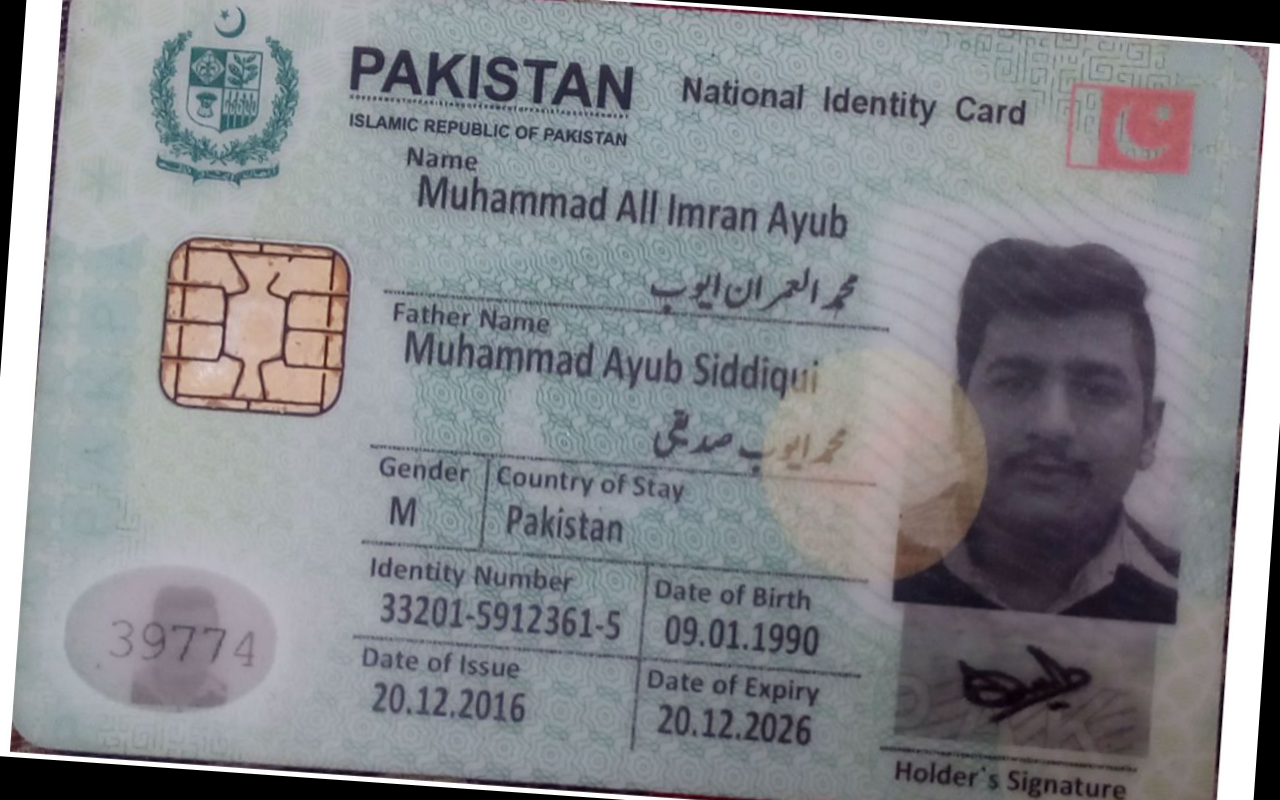 PAKISTAN National Identity Card
ISLAMIC REPUBLIC OF PAKISTAN
Name
Muhammad All Imran Ayub
محمد العمران ایوب
Father Name
Muhammad Ayub Siddiqui
محمد ایوب صدیقی
Gender Country of Stay
M Pakistan
Identity Number Date of Birth
33201-5912361-5 09.01.1990
Date of Issue Date of Expiry
20.12.2016 20.12.2026
39774
Holder's Signature